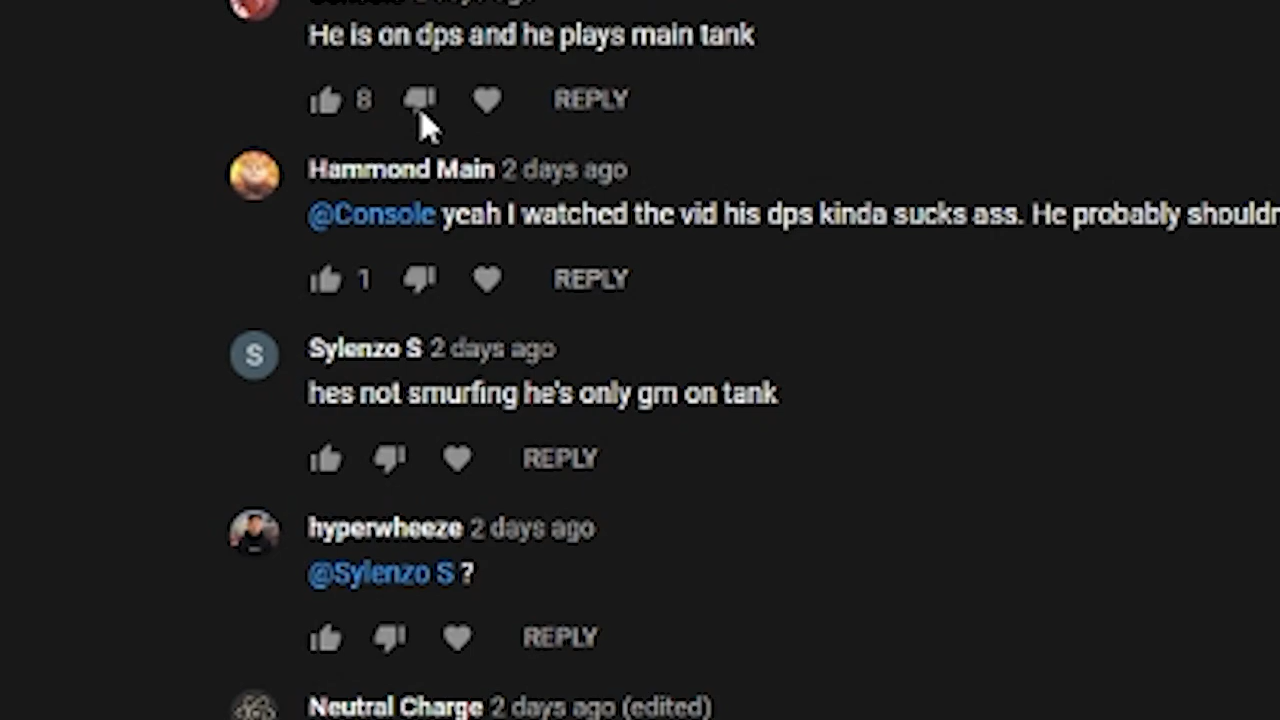 He is on dps and he plays main tank
8 REPLY
Hammond Main 2 days ago
@Console yeah I watched the vid his dps kinda sucks ass. He probably
1 REPLY
S Sylenzo S 2 days ago
hes not smurfing he's only gm on tank
REPLY
hyperwheeze 2 days ago
@Sylenzo S ?
REPLY
Neutral Charge 2 days ago (edited)